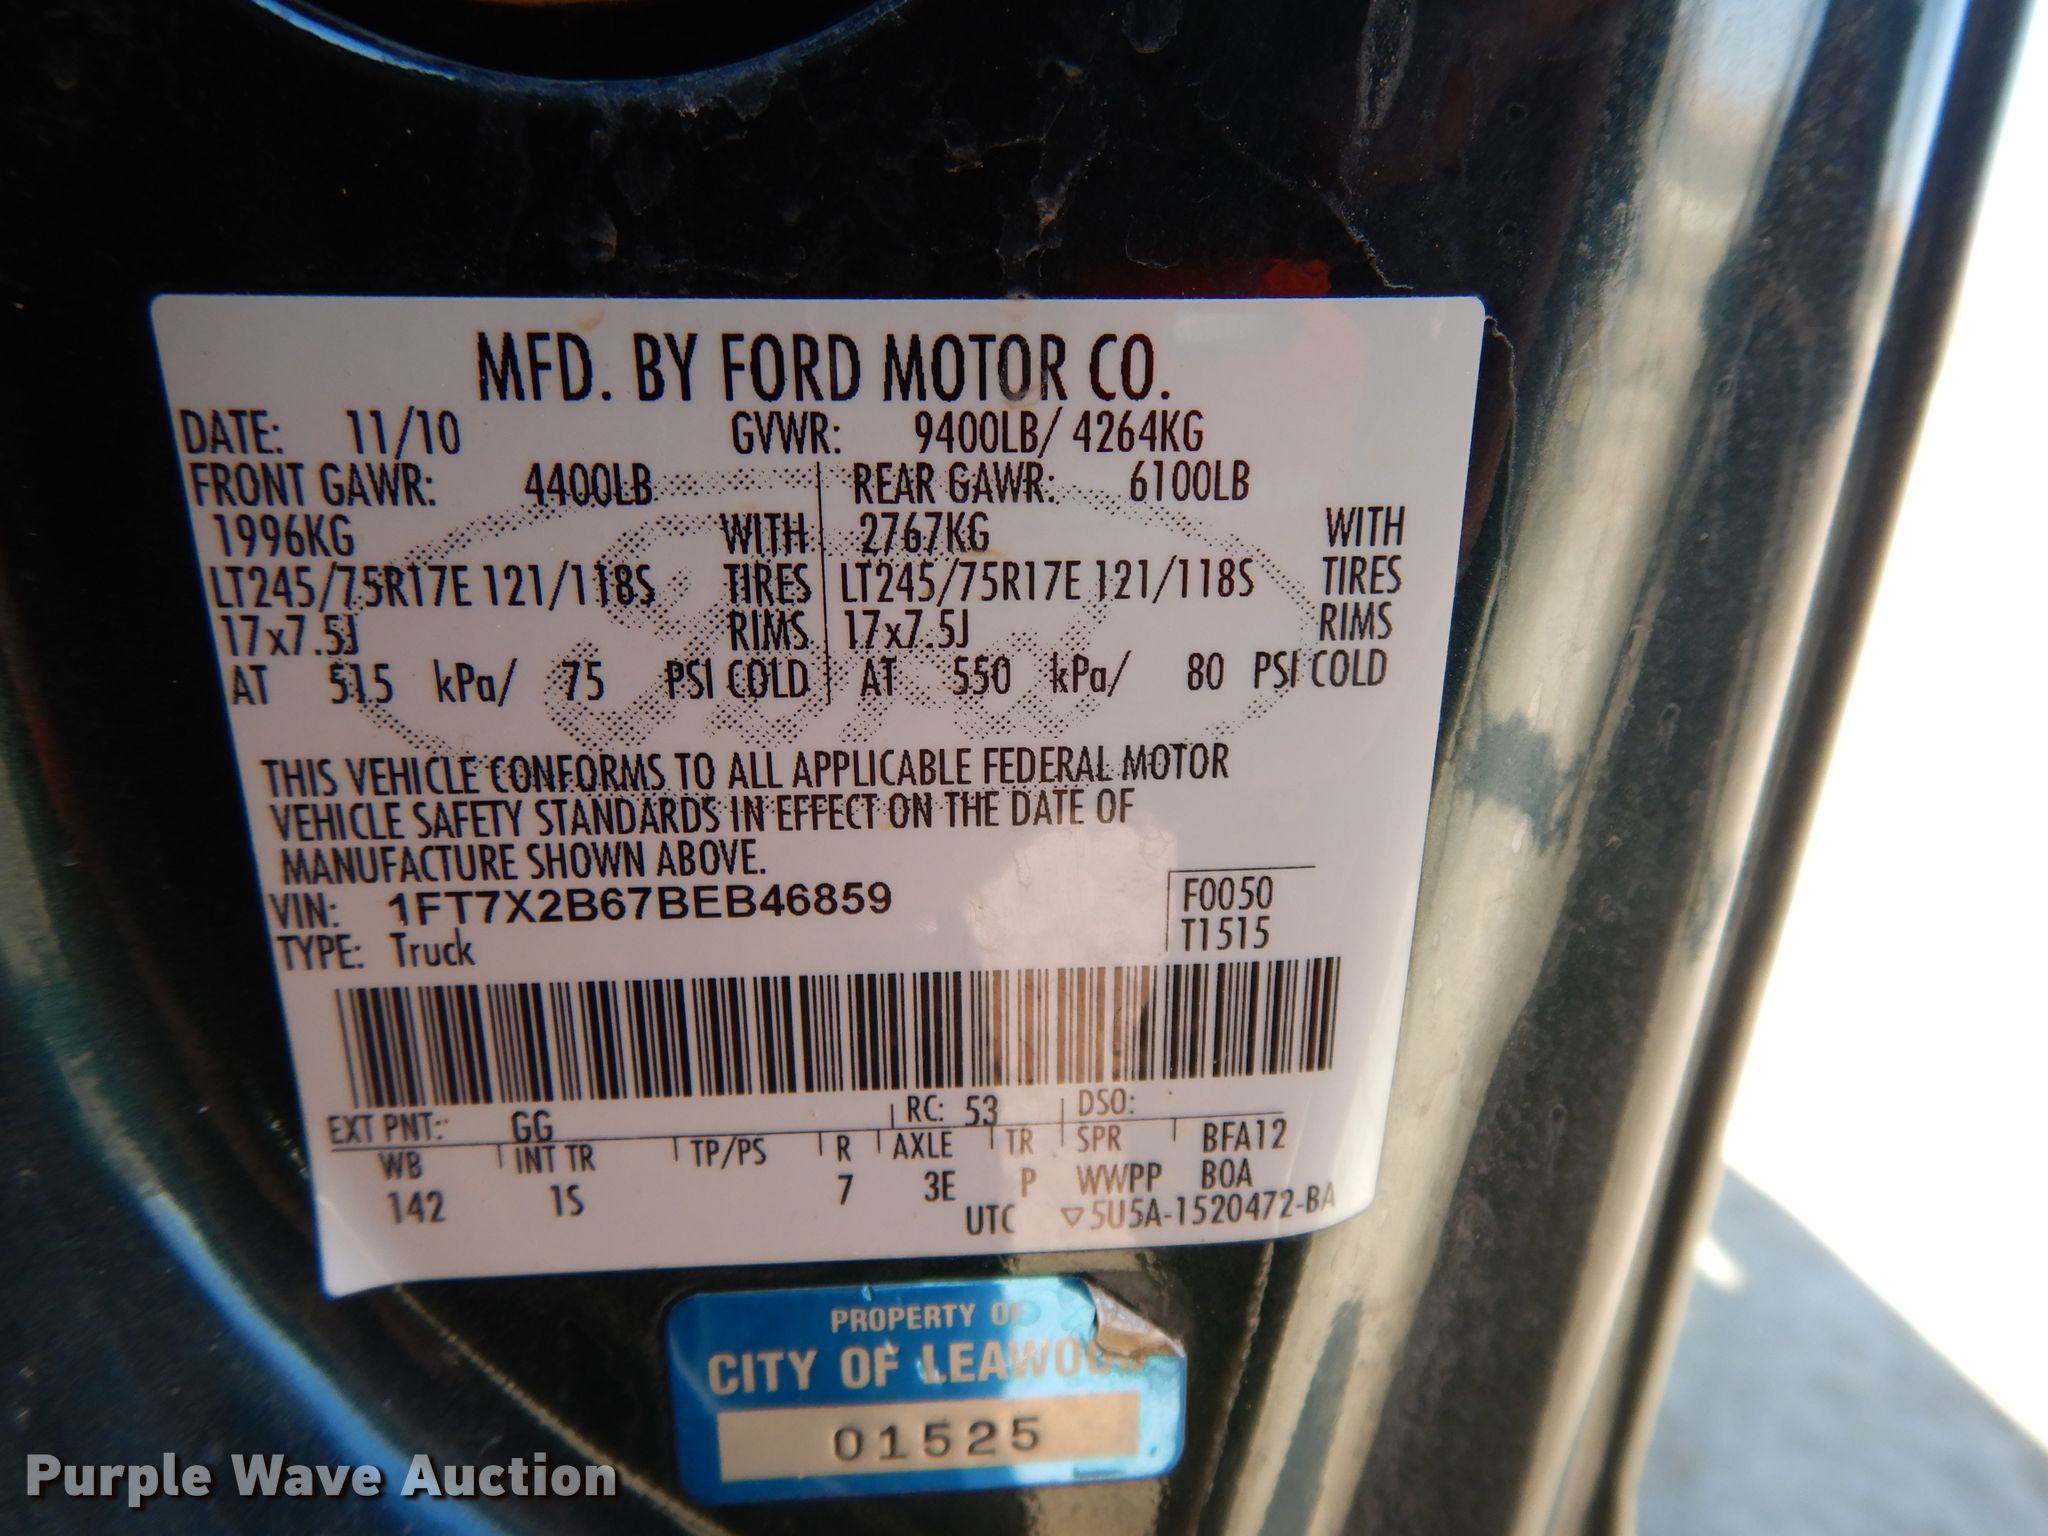 MFD. BY FORD MOTOR CO.
DATE: 11/10 GVWR: 9400LB/ 4264KG
FRONT GAWR: 4400LB REAR GAWR: 6100LB
1996KG WITH 2767KG WITH
LT245/75R17E 121/118S TIRES LT245/75R17E 121/118S TIRES
17x7.5J RIMS 17x7.5J RIMS
AT 515 kPa/ 75 PSI COLD AT 550 kPa/ 80 PSI COLD
THIS VEHICLE CONFORMS TO ALL APPLICABLE FEDERAL MOTOR
VEHICLE SAFETY STANDARDS IN EFFECT ON THE DATE OF
MANUFACTURE SHOWN ABOVE.
VIN: 1FT7X2B67BEB46859 F0050
TYPE: Truck T1515
EXT PNT: GG RC: 53 DSO:
WB INT TR TP/PS R AXLE TR SPR BFA12
142 1S 7 3E P WWPP BOA
UTC ▽5U5A-1520472-BA
PROPERTY OF
CITY OF LEAWOOD
01525
Purple Wave Auction